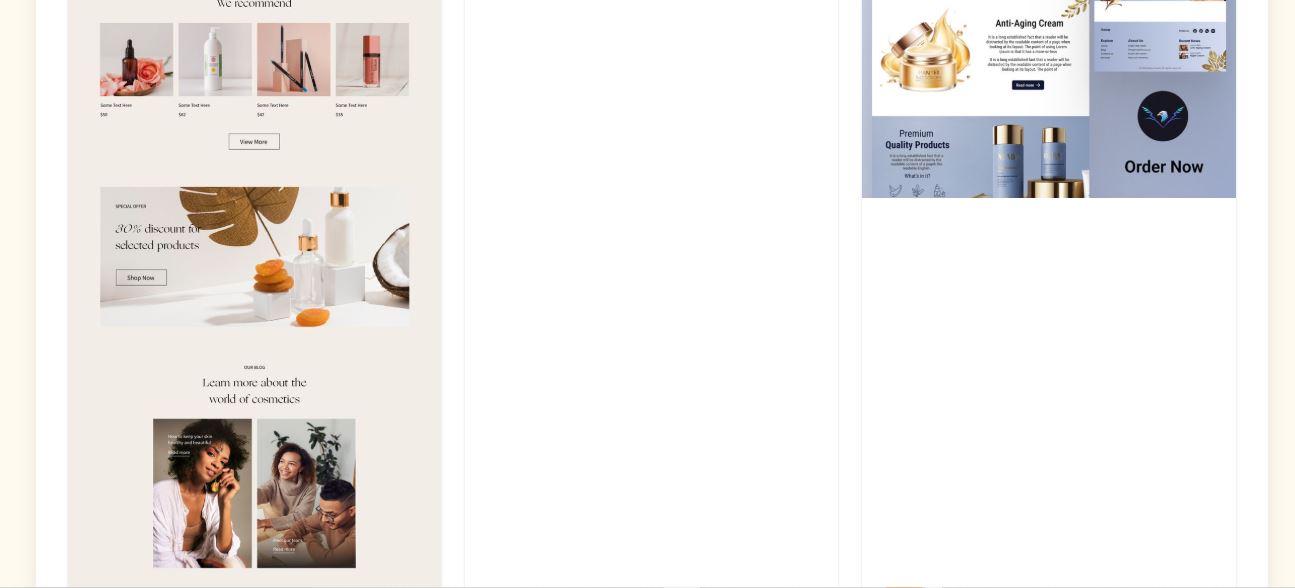 We recommend
Some Text Here
$50
Some Text Here
$62
Some Text Here
$42
Some Text Here
View More
SPECIAL OFFER
30% discount for
selected products
Shop Now
OUR BLOG
Learn more about the
world of cosmetics
How to keep your skin
healthy and beautiful
Read more
Read more
Anti-Aging Cream
It is a long established fact that a reader will be
distracted by the readable content of a page when
looking at its layout. The point of using Lorem
Ipsum is that it has a more-or-less
It is a long established fact that a reader will be
distracted by the readable content of a page when
looking at its layout. The point of
Read more
Premium
Quality Products
It is a long established fact that a
reader will be distracted by the
readable content of a page
readable English.
What's in it?
Explore
About Us
Recent News
Order Now